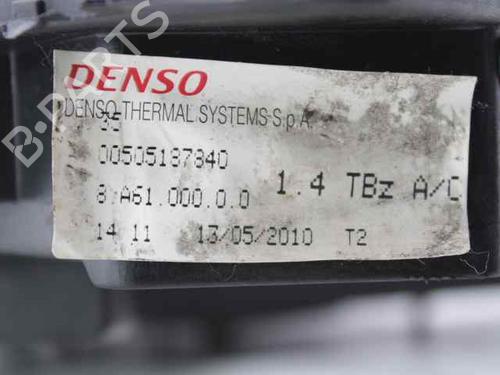 DENSO
DENSO THERMAL SYSTEMS S.p.A.
35
00505187840
8 A61.000.0.0
1.4 TBz A/C
14 11 13/05/2010 T2
B-PARTS